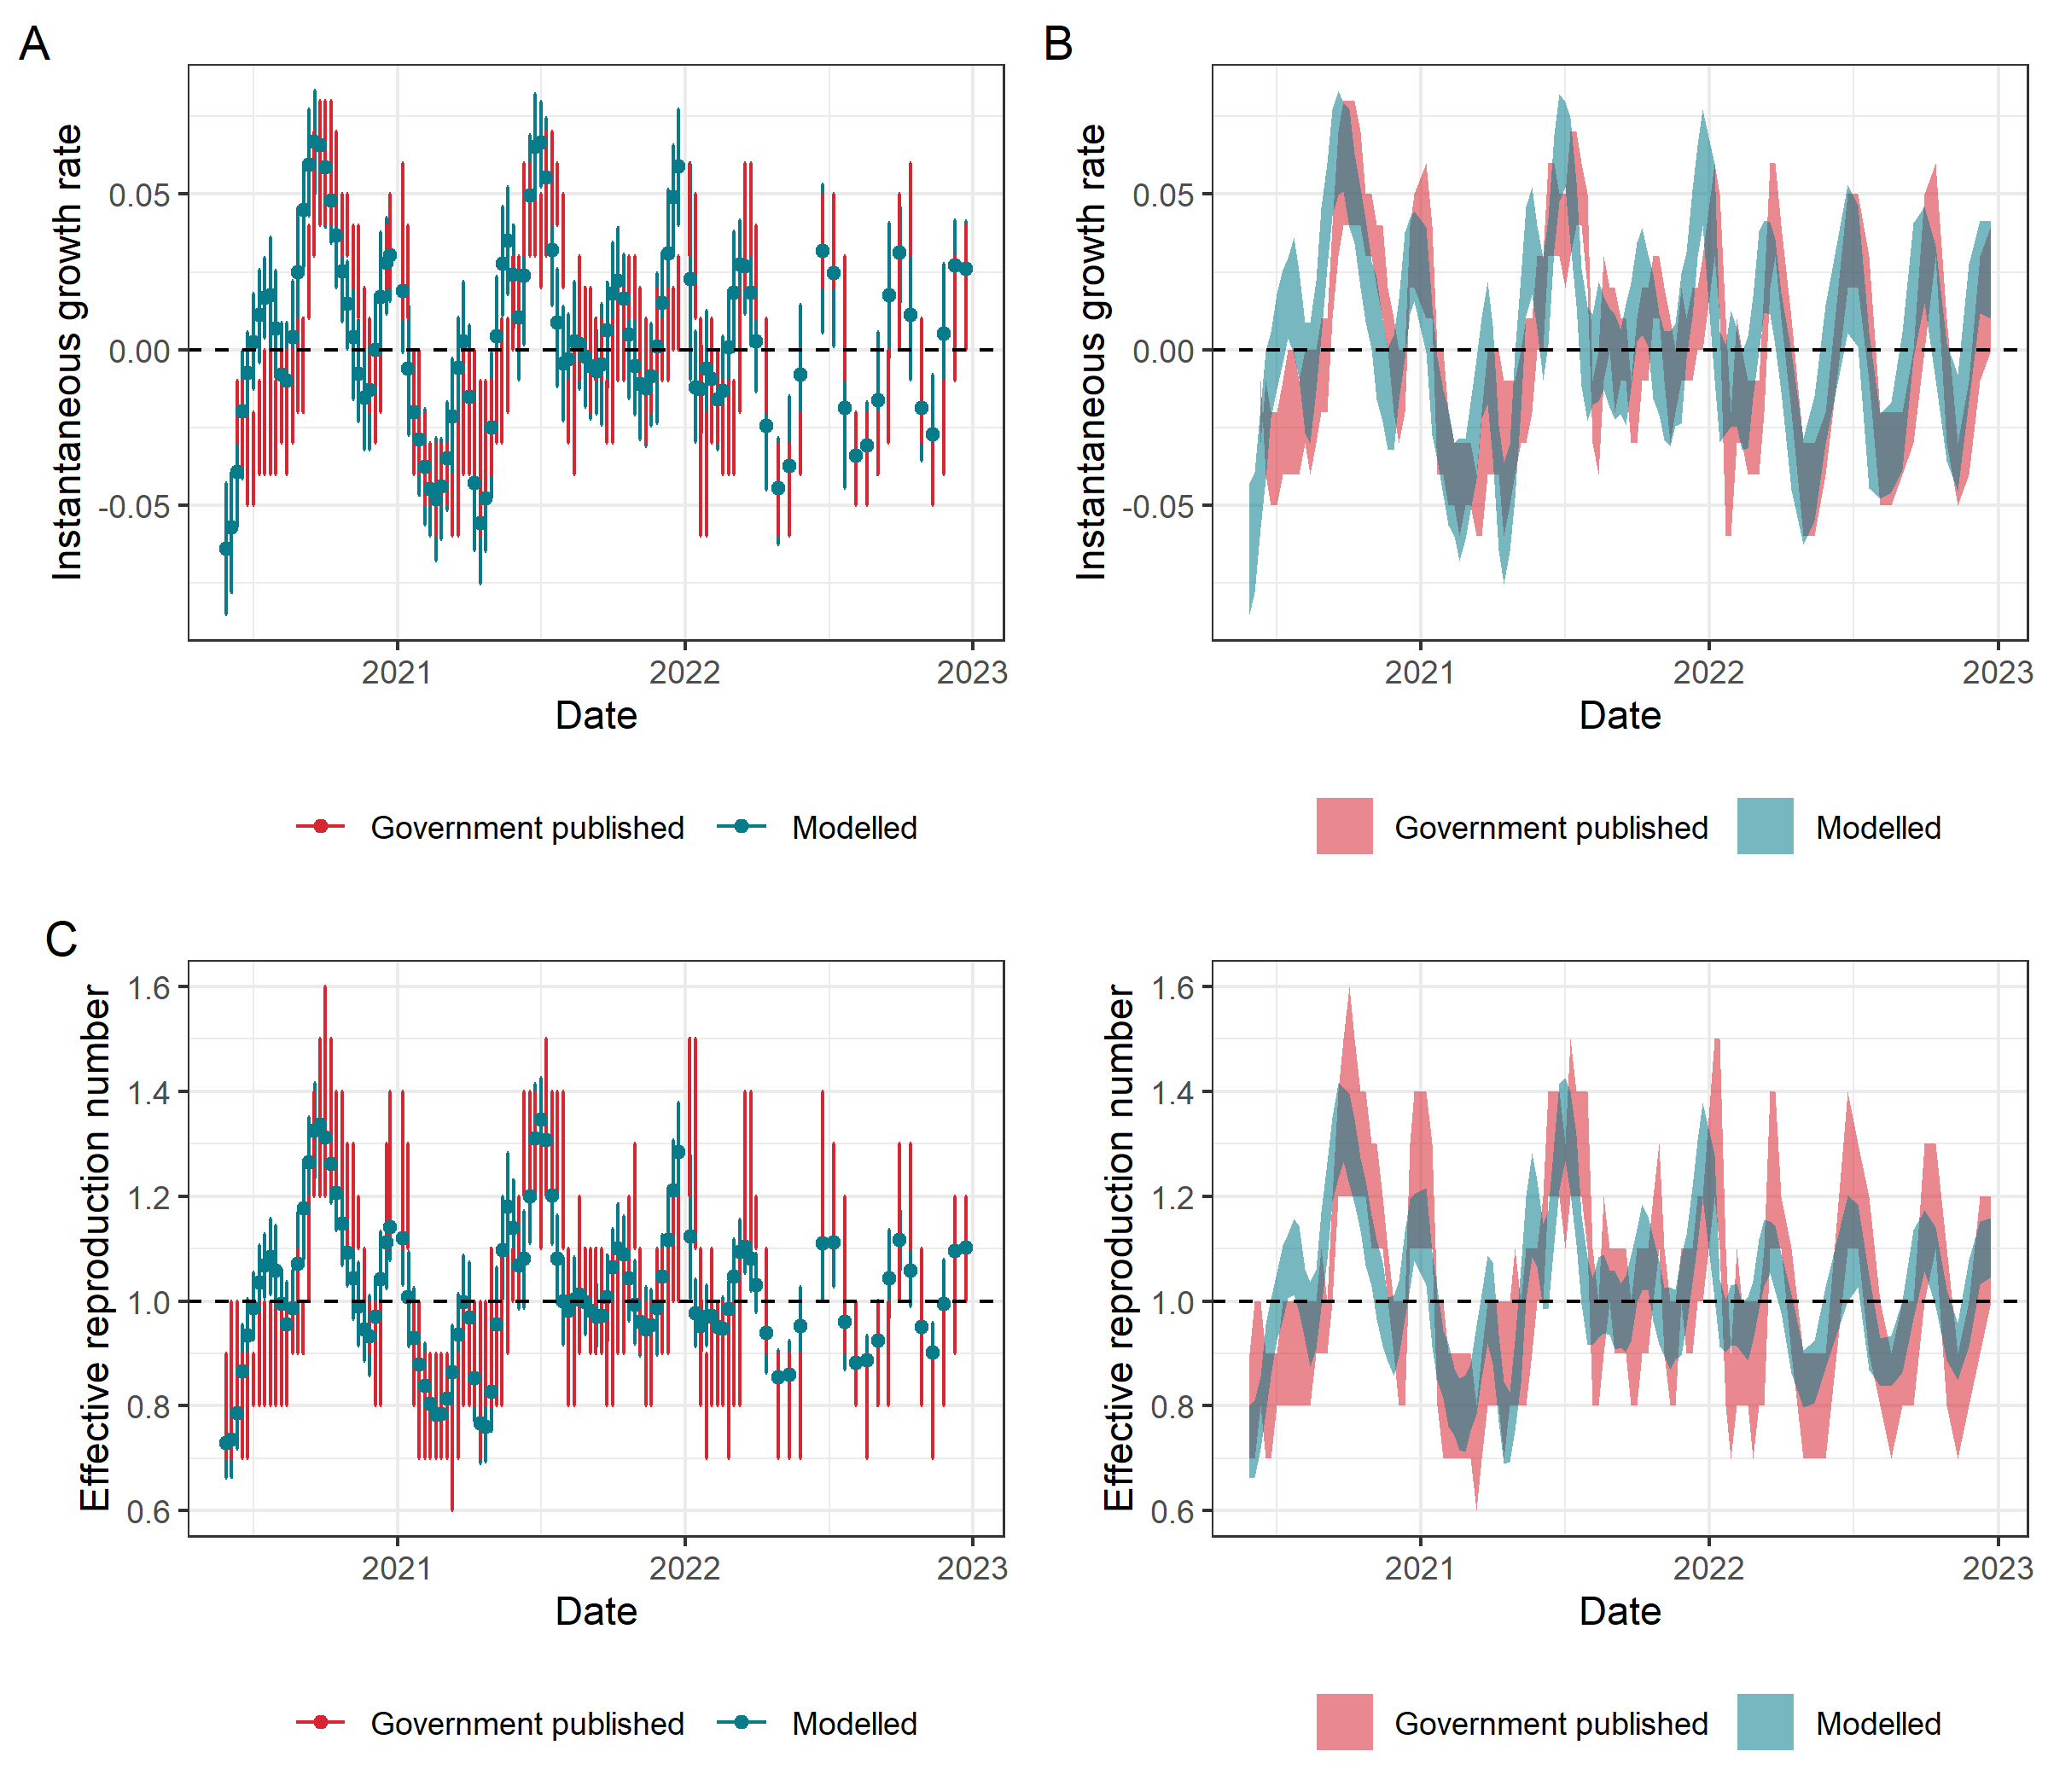 A
Instantaneous growth rate
0.05
0.00
-0.05
2021 2022 2023
Date
Government published Modelled
B
Instantaneous growth rate
0.05
0.00
-0.05
2021 2022 2023
Date
Government published Modelled
C
Effective reproduction number
1.6
1.4
1.2
1.0
0.8
0.6
2021 2022 2023
Date
Government published Modelled
Effective reproduction number
1.6
1.4
1.2
1.0
0.8
0.6
2021 2022 2023
Date
Government published Modelled